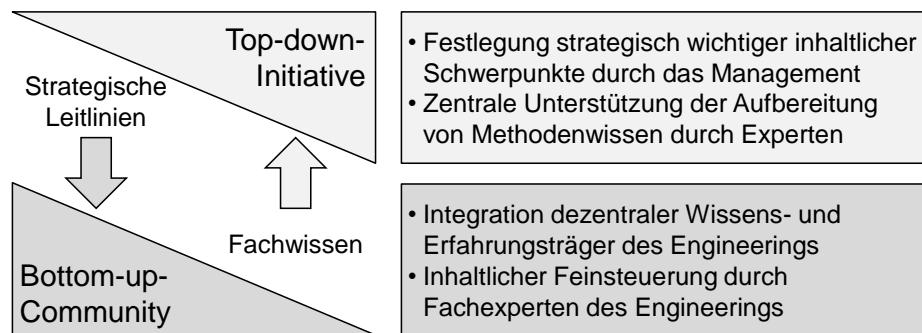 Top-down-
Initiative
Strategische
Leitlinien
Fachwissen
Bottom-up-
Community
• Festlegung strategisch wichtiger inhaltlicher
Schwerpunkte durch das Management
• Zentrale Unterstützung der Aufbereitung
von Methodenwissen durch Experten
• Integration dezentraler Wissens- und
Erfahrungsträger des Engineerings
• Inhaltlicher Feinsteuerung durch
Fachexperten des Engineerings